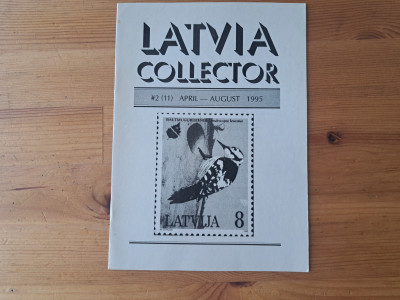 LATVIA
COLLECTOR
#2 (11) APRIL — AUGUST 1995
LATVIJA 8